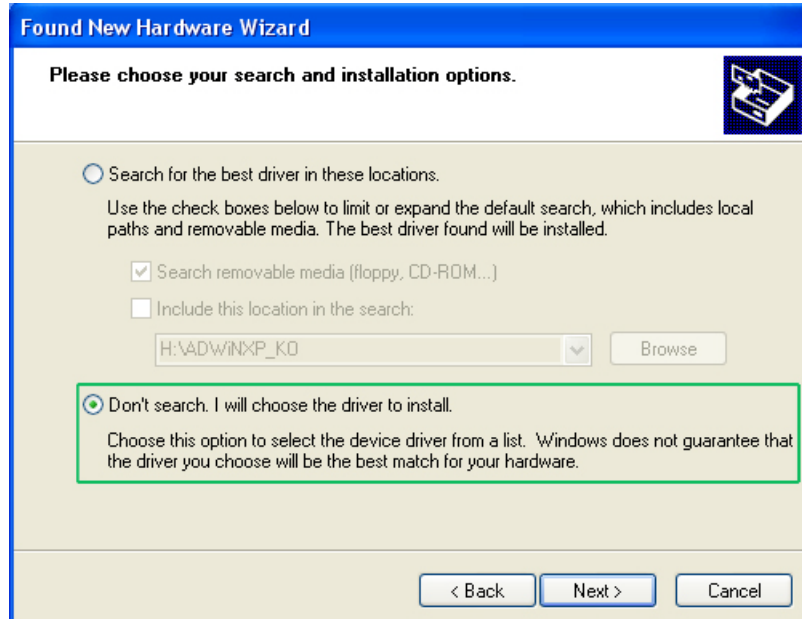 Found New Hardware Wizard
Please choose your search and installation options.
Search for the best driver in these locations.
Use the check boxes below to limit or expand the default search, which includes local
paths and removable media. The best driver found will be installed.
Search removable media (floppy, CD-ROM...)
Include this location in the search:
H:\ADWiNXP_KO
Browse
Don't search. I will choose the driver to install.
Choose this option to select the device driver from a list. Windows does not guarantee that
the driver you choose will be the best match for your hardware.
< Back
Next >
Cancel